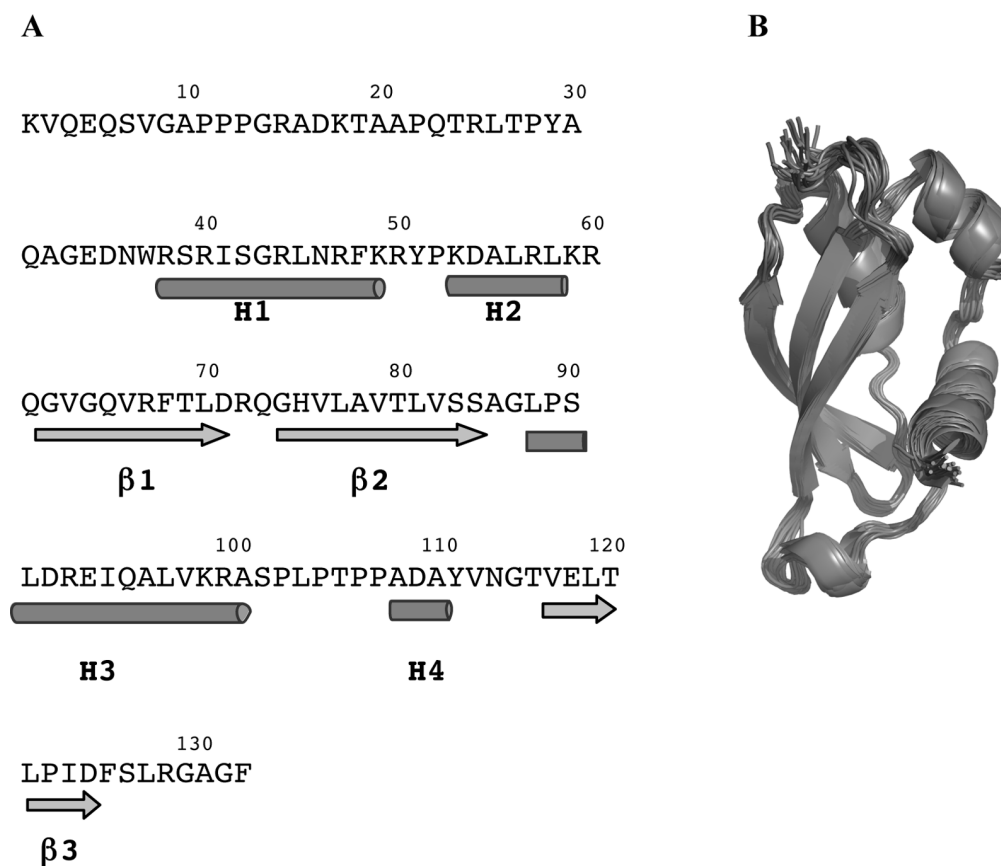 A
B
10 20 30
KVQEQSVGAPPPGRADKTAAPQTRLTPYA
40 50 60
QAGEDNWRSRISGRLNRFKRYPKDALRLKR
H1 H2
70 80 90
QGVGQVRFTLDRQGHVLAVTLVSSAGLPS
β1 β2
100 110 120
LDREIQALVKRASPLPTPPADAYVNGTVELT
H3 H4
130
LPIDFSLRGAGF
β3